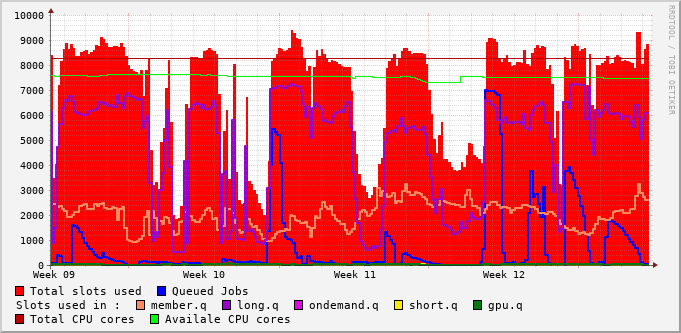 10000
9000
8000
7000
6000
5000
4000
3000
2000
1000
0
Week 09 Week 10 Week 11 Week 12
RRDTOOL / TOBI OETIKER
Total slots used Queued Jobs
Slots used in : member.q long.q ondemand.q short.q gpu.q
Total CPU cores Availale CPU cores